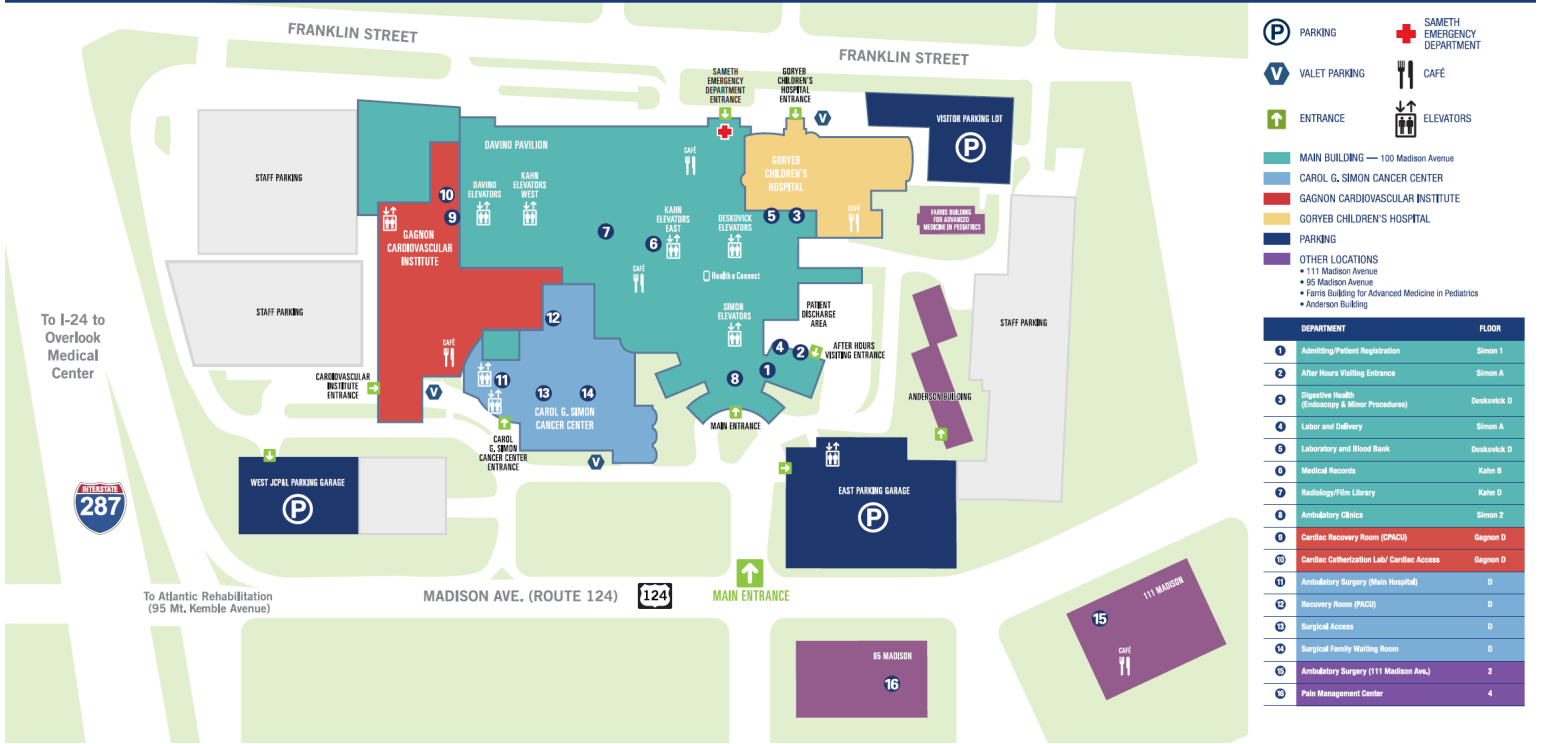 FRANKLIN STREET
FRANKLIN STREET
SAMETH
EMERGENCY
DEPARTMENT
ENTRANCE
GORYEB
CHILDREN'S
HOSPITAL
ENTRANCE
V
VISITOR PARKING LOT
P
DAVINO PAVILION
CAFÉ
GORYEB
CHILDREN'S
HOSPITAL
STAFF PARKING
10
DAVINO
ELEVATORS
KAHN
ELEVATORS
WEST
9
KAHN
ELEVATORS
EAST
DESKOVICK
ELEVATORS
5
3
CAFÉ
FARRIS BUILDING
FOR ADVANCED
MEDICINE IN PEDIATRICS
GAGNON
CARDIOVASCULAR
INSTITUTE
7
6
CAFÉ
Health e Connect
STAFF PARKING
To I-24 to
Overlook
Medical
Center
12
SIMON
ELEVATORS
PATIENT
DISCHARGE
AREA
STAFF PARKING
CAFÉ
4
2
AFTER HOURS
VISITING ENTRANCE
1
CARDIOVASCULAR
INSTITUTE
ENTRANCE
V
11
13
14
8
ANDERSON BUILDING
CAROL G. SIMON
CANCER CENTER
MAIN ENTRANCE
CAROL
G. SIMON
CANCER CENTER
ENTRANCE
V
WEST JCP&L PARKING GARAGE
P
EAST PARKING GARAGE
P
INTERSTATE
287
To Atlantic Rehabilitation
(95 Mt. Kemble Avenue)
MADISON AVE. (ROUTE 124)
124
MAIN ENTRANCE
111 MADISON
15
CAFÉ
95 MADISON
16
P PARKING
SAMETH
EMERGENCY
DEPARTMENT
V VALET PARKING
CAFÉ
ENTRANCE
ELEVATORS
MAIN BUILDING — 100 Madison Avenue
CAROL G. SIMON CANCER CENTER
GAGNON CARDIOVASCULAR INSTITUTE
GORYEB CHILDREN'S HOSPITAL
PARKING
OTHER LOCATIONS
• 111 Madison Avenue
• 95 Madison Avenue
• Farris Building for Advanced Medicine in Pediatrics
• Anderson Building
DEPARTMENT FLOOR
1 Admitting/Patient Registration Simon 1
2 After Hours Visiting Entrance Simon A
3 Digestive Health
(Endoscopy & Minor Procedures) Deskovick D
4 Labor and Delivery Simon A
5 Laboratory and Blood Bank Deskovick D
6 Medical Records Kahn B
7 Radiology/Film Library Kahn D
8 Ambulatory Clinics Simon 2
9 Cardiac Recovery Room (CPACU) Gagnon D
10 Cardiac Catherization Lab/ Cardiac Access Gagnon D
11 Ambulatory Surgery (Main Hospital) D
12 Recovery Room (PACU) D
13 Surgical Access D
14 Surgical Family Waiting Room D
15 Ambulatory Surgery (111 Madison Ave.) 2
16 Pain Management Center 4